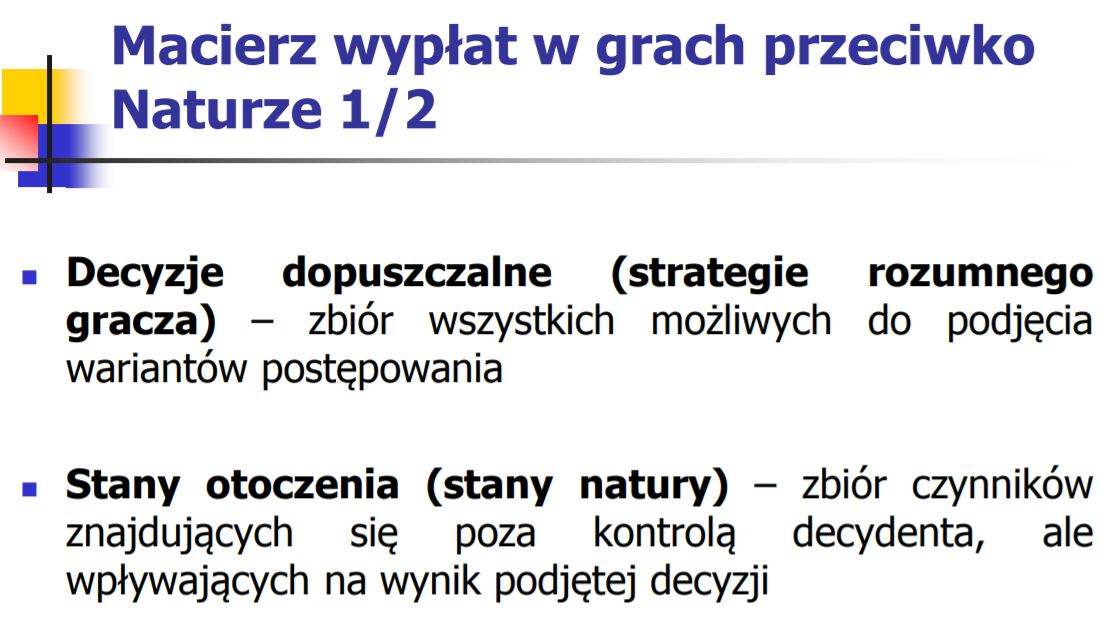 Macierz wypłat w grach przeciwko
Naturze 1/2
Decyzje dopuszczalne (strategie rozumnego
gracza) – zbiór wszystkich możliwych do podjęcia
wariantów postępowania
Stany otoczenia (stany natury) – zbiór czynników
znajdujących się poza kontrolą decydenta, ale
wpływających na wynik podjętej decyzji